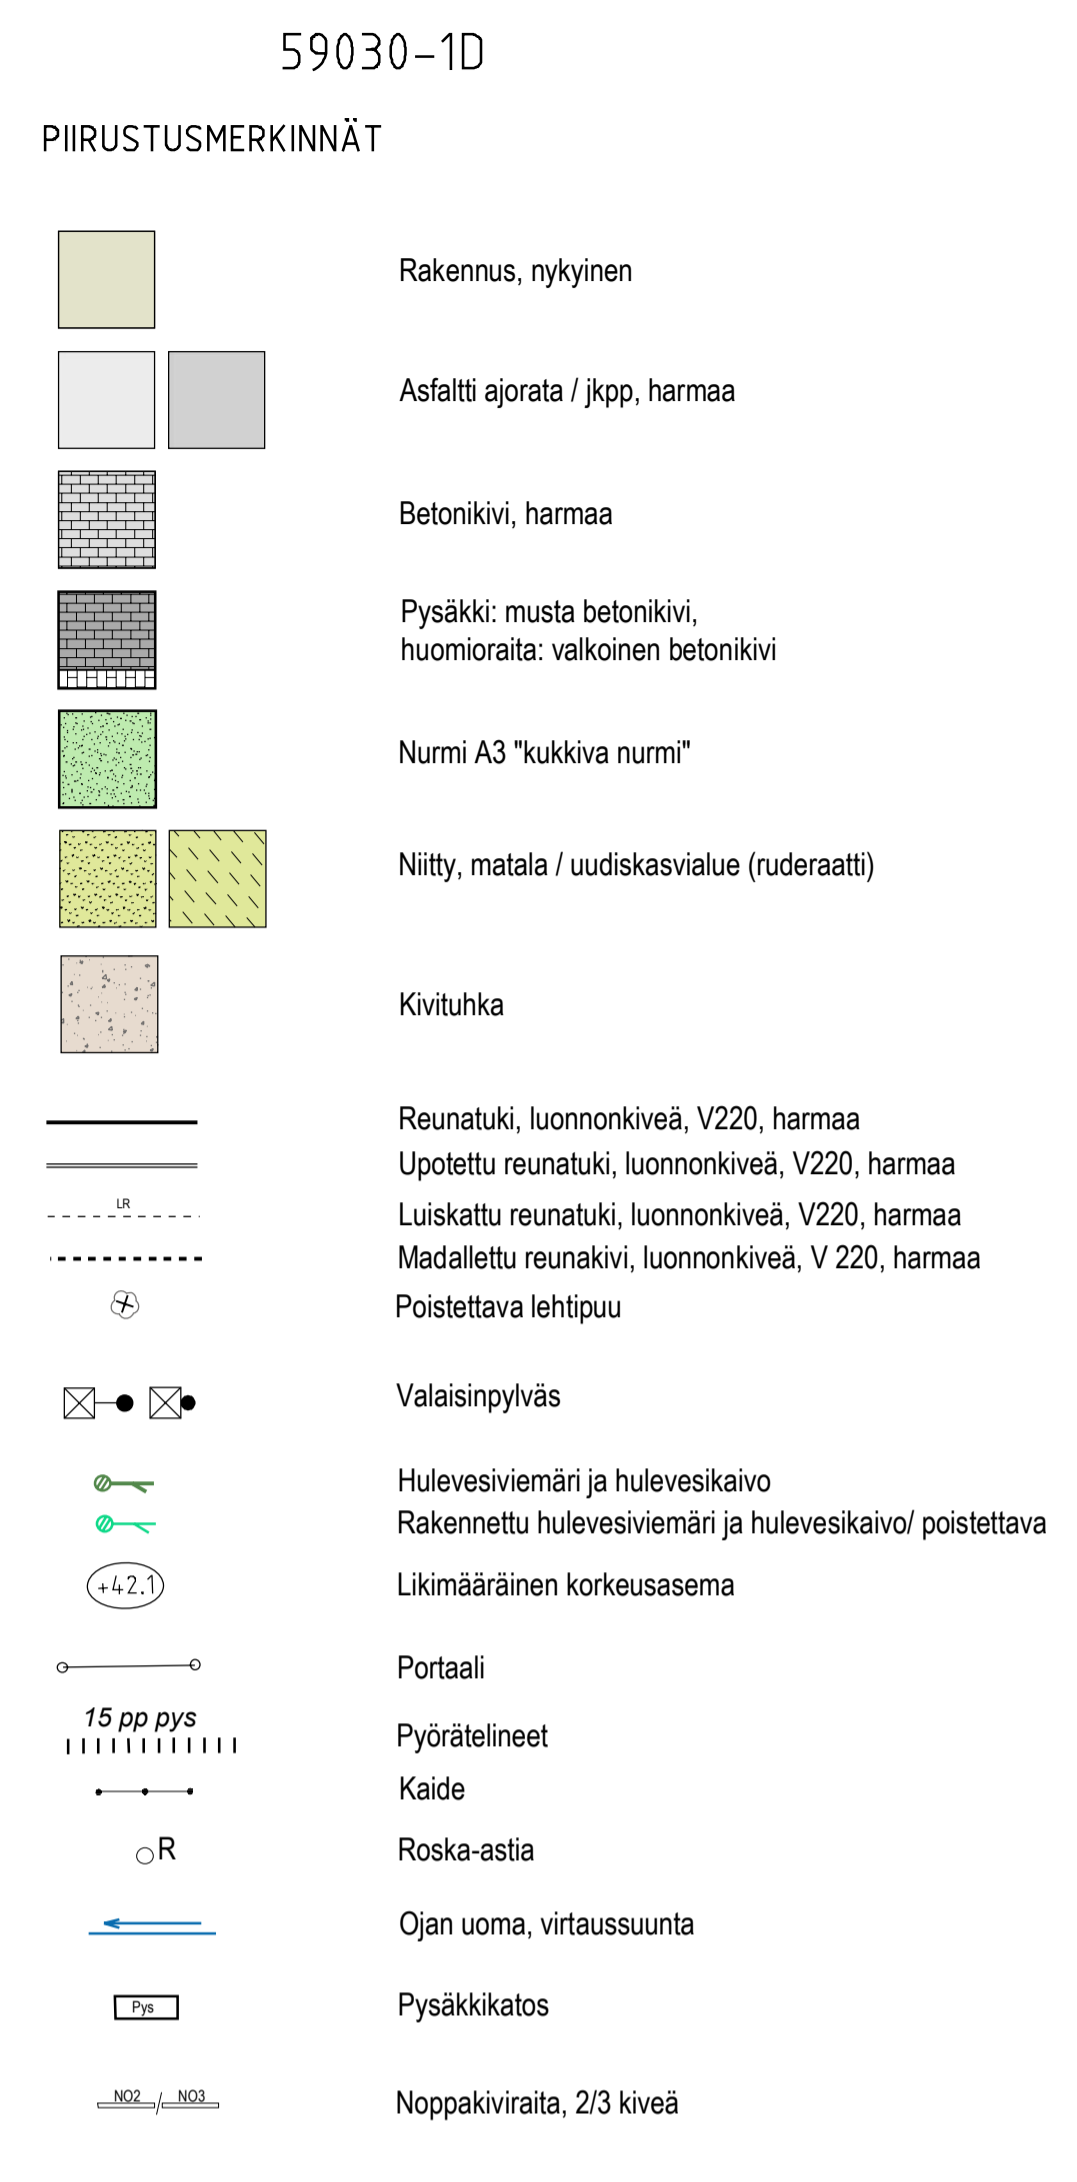 59030-1D
PIIRUSTUSMERKINNÄT
Rakennus, nykyinen
Asfaltti ajorata / jkpp, harmaa
Betonikivi, harmaa
Pysäkki: musta betonikivi,
huomioraita: valkoinen betonikivi
Nurmi A3 "kukkiva nurmi"
Niitty, matala / uudiskasvialue (ruderaatti)
Kivituhka
Reunatuki, luonnonkiveä, V220, harmaa
Upotettu reunatuki, luonnonkiveä, V220, harmaa
LR
Luiskattu reunatuki, luonnonkiveä, V220, harmaa
Madallettu reunakivi, luonnonkiveä, V 220, harmaa
Poistettava lehtipuu
Valaisinpylväs
Hulevesiviemäri ja hulevesikaivo
Rakennettu hulevesiviemäri ja hulevesikaivo/ poistettava
+42.1 Likimääräinen korkeusasema
Portaali
15 pp pys
Pyörätelineet
Kaide
R Roska-astia
Ojan uoma, virtaussuunta
Pys Pysäkkikatos
NO2 / NO3 Noppakiviraita, 2/3 kiveä